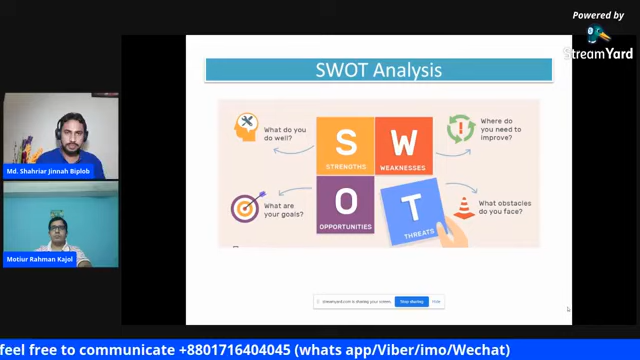 Powered by
StreamYard
SWOT Analysis
What do you
do well?
S
STRENGTHS
W
WEAKNESSES
Where do
you need to
improve?
What are
your goals?
O
OPPORTUNITIES
T
THREATS
What obstacles
do you face?
Md. Shahriar Jinnah Biplob
Motiur Rahman Kajol
streamyard.com is sharing your screen.
Stop sharing
Hide
feel free to communicate +8801716404045 (whats app/Viber/imo/Wechat)